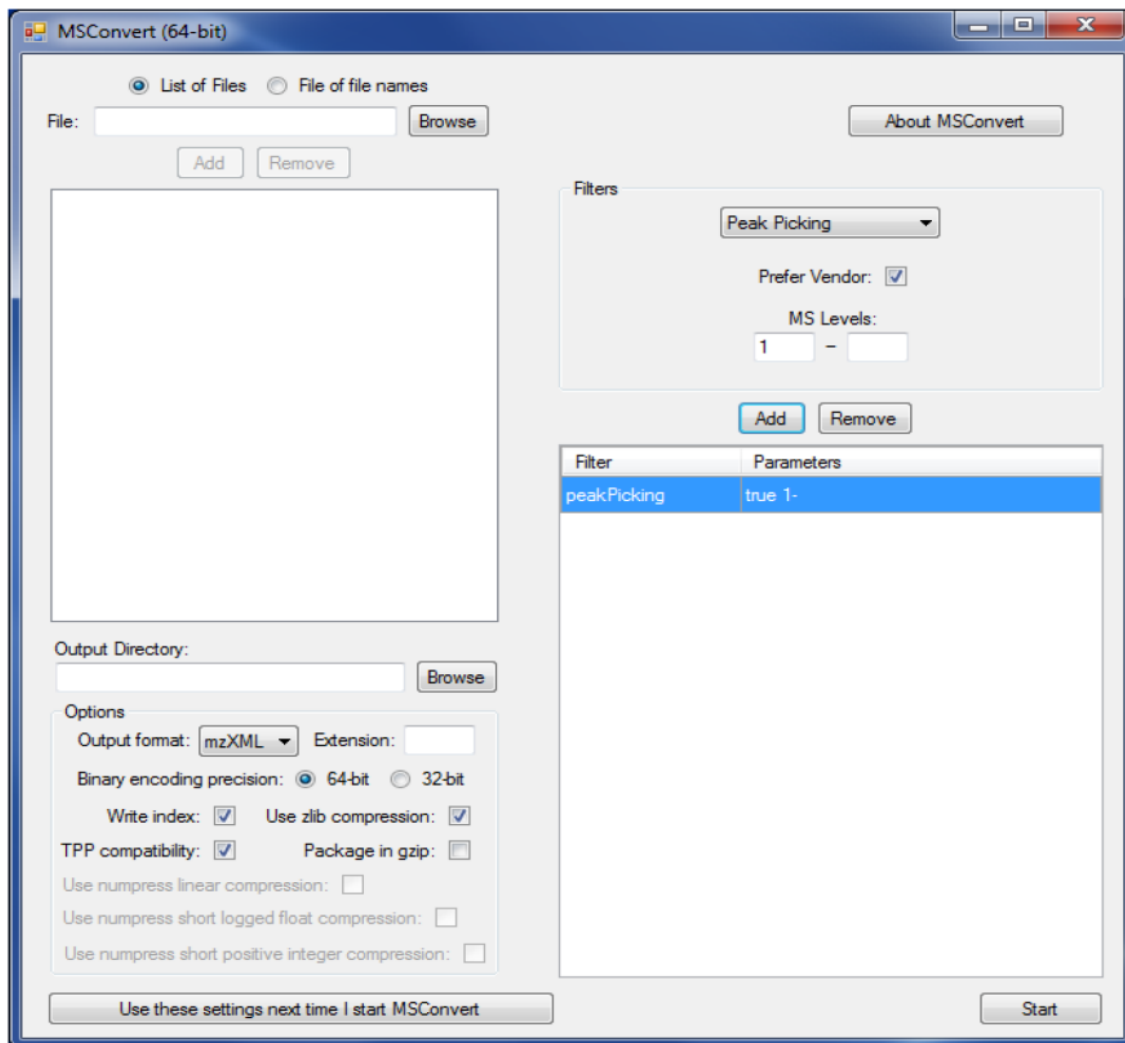 MSConvert (64-bit)
List of Files File of file names
File: Browse
Add Remove
About MSConvert
Filters
Peak Picking
Prefer Vendor:
MS Levels:
1 –
Add Remove
Filter Parameters
peakPicking true 1-
Output Directory:
Browse
Options
Output format: mzXML Extension:
Binary encoding precision: 64-bit 32-bit
Write index: Use zlib compression:
TPP compatibility: Package in gzip:
Use numpress linear compression:
Use numpress short logged float compression:
Use numpress short positive integer compression:
Use these settings next time I start MSConvert
Start